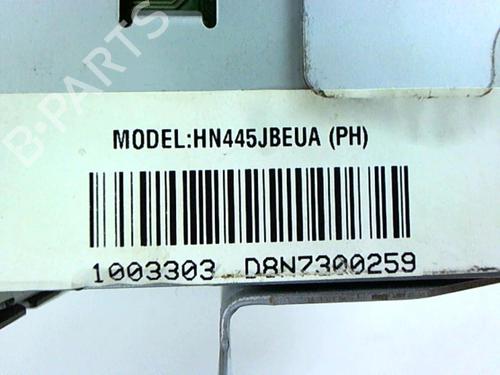 B-PARTS
MODEL:HN445JBEUA (PH)
1003303 D8N7300259